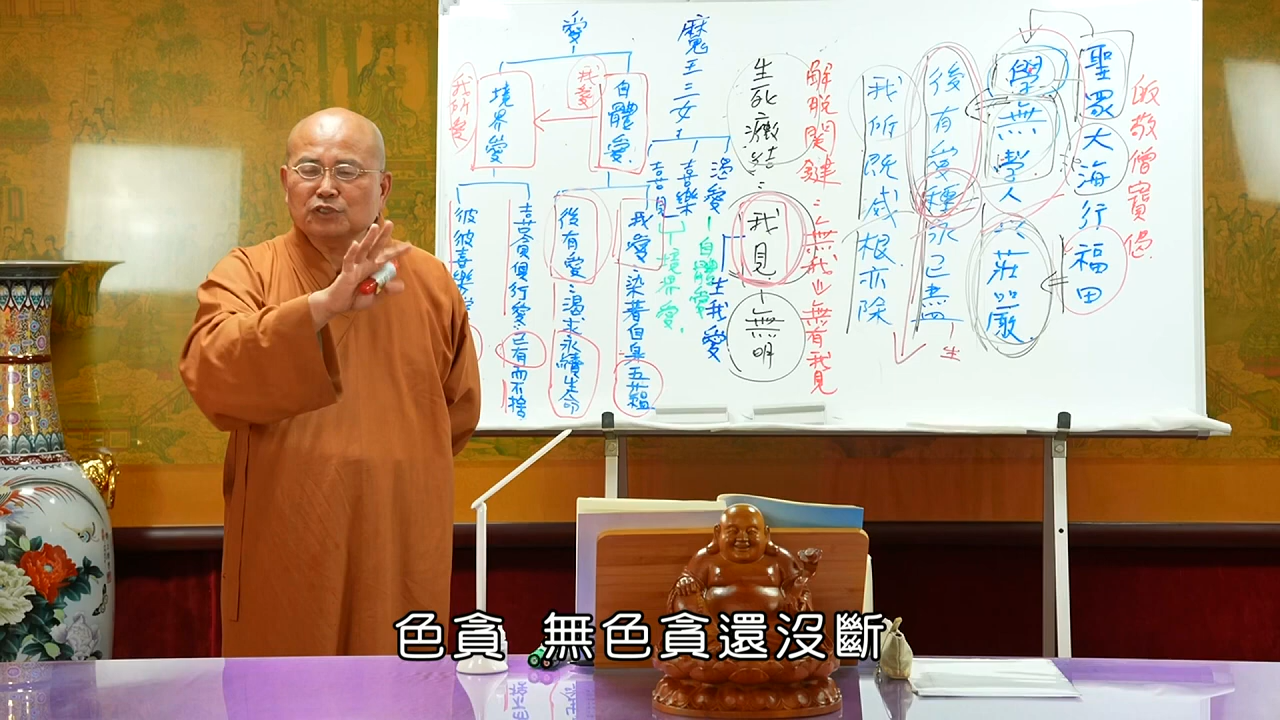 皈敬僧寶偈
聖眾大海行福田
學無學人以莊嚴
後有愛種永已無
生
我所既滅根亦除
解脫關鍵：無我也無有我見
生死癥結：我見－無明
生我愛
魔王三女：
渴愛－自體愛
喜樂
喜見
境界愛
愛
自體愛
我愛
境界愛
我所愛
我愛：染著自身五蘊
後有愛：渴求永續生命
喜貪俱行愛：已有而不捨
彼彼喜樂
色貪 無色貪還沒斷